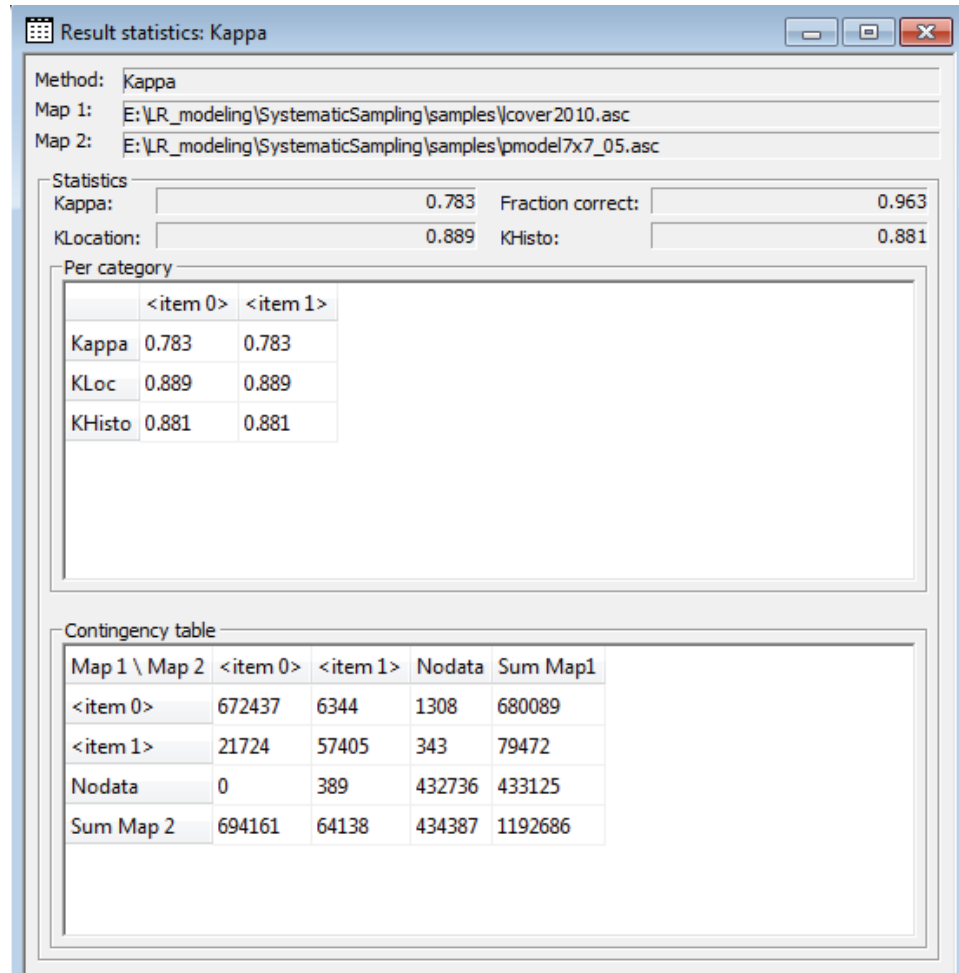 Result statistics: Kappa
Method: Kappa
Map 1: E:\LR_modeling\SystematicSampling\samples\lcover2010.asc
Map 2: E:\LR_modeling\SystematicSampling\samples\pmodel7x7_05.asc
Statistics
Kappa: 0.783 Fraction correct: 0.963
KLocation: 0.889 KHisto: 0.881
Per category
<item 0> <item 1>
Kappa 0.783 0.783
KLoc 0.889 0.889
KHisto 0.881 0.881
Contingency table
Map 1 \ Map 2 <item 0> <item 1> Nodata Sum Map1
<item 0> 672437 6344 1308 680089
<item 1> 21724 57405 343 79472
Nodata 0 389 432736 433125
Sum Map 2 694161 64138 434387 1192686